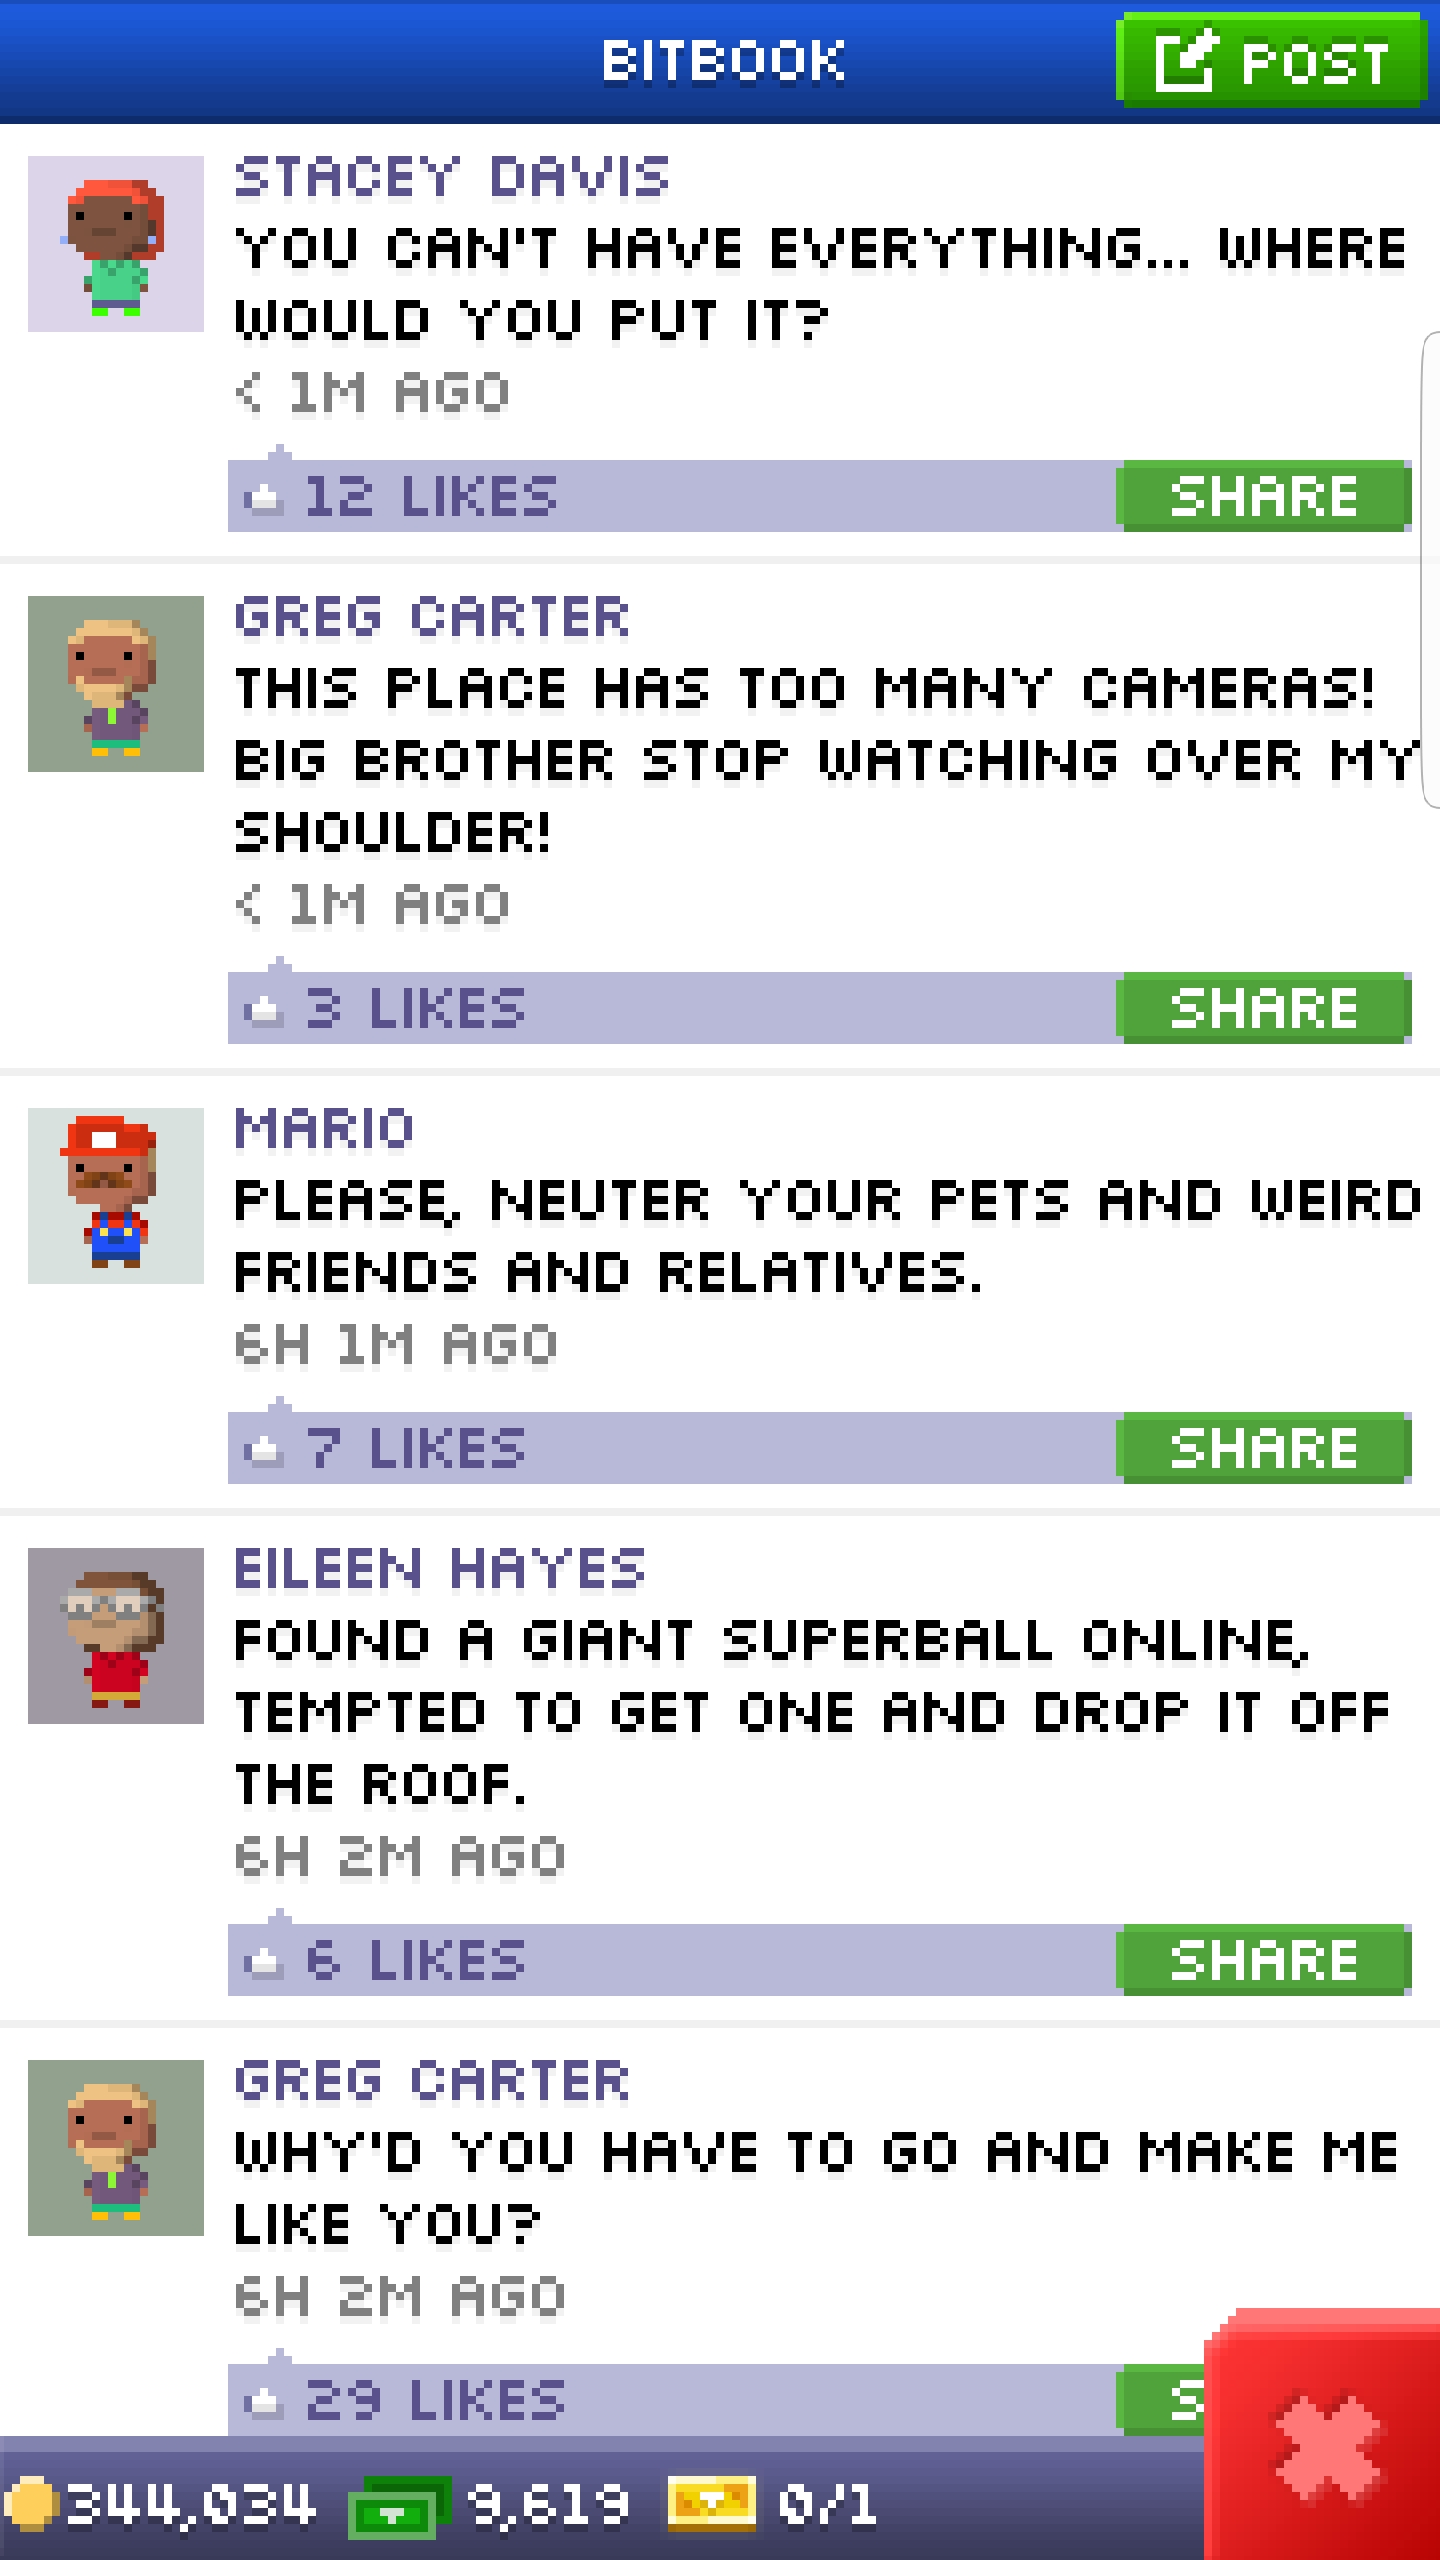 BITBOOK
POST
STACEY DAVIS
YOU CAN'T HAVE EVERYTHING... WHERE
WOULD YOU PUT IT?
< 1M AGO
12 LIKES
SHARE
GREG CARTER
THIS PLACE HAS TOO MANY CAMERAS!
BIG BROTHER STOP WATCHING OVER MY
SHOULDER!
< 1M AGO
3 LIKES
SHARE
MARIO
PLEASE, NEUTER YOUR PETS AND WEIRD
FRIENDS AND RELATIVES.
6H 1M AGO
7 LIKES
SHARE
EILEEN HAYES
FOUND A GIANT SUPERBALL ONLINE,
TEMPTED TO GET ONE AND DROP IT OFF
THE ROOF.
6H 2M AGO
6 LIKES
SHARE
GREG CARTER
WHY'D YOU HAVE TO GO AND MAKE ME
LIKE YOU?
6H 2M AGO
29 LIKES
S
344,034
9,619
0/1